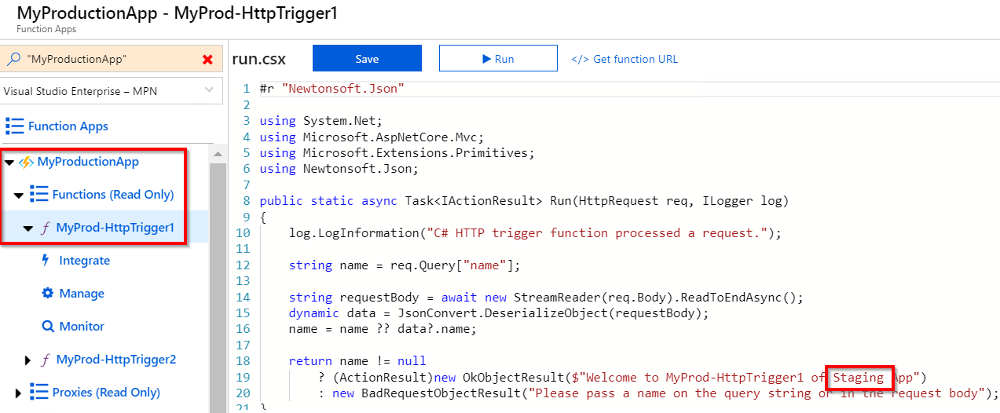 MyProductionApp - MyProd-HttpTrigger1
Function Apps
"MyProductionApp"
Visual Studio Enterprise – MPN
Function Apps
MyProductionApp
Functions (Read Only)
MyProd-HttpTrigger1
Integrate
Manage
Monitor
MyProd-HttpTrigger2
Proxies (Read Only)
run.csx Save Run </> Get function URL
1 #r "Newtonsoft.Json"
2
3 using System.Net;
4 using Microsoft.AspNetCore.Mvc;
5 using Microsoft.Extensions.Primitives;
6 using Newtonsoft.Json;
7
8 public static async Task<IActionResult> Run(HttpRequest req, ILogger log)
9 {
10 log.LogInformation("C# HTTP trigger function processed a request.");
11
12 string name = req.Query["name"];
13
14 string requestBody = await new StreamReader(req.Body).ReadToEndAsync();
15 dynamic data = JsonConvert.DeserializeObject(requestBody);
16 name = name ?? data?.name;
17
18 return name != null
19 ? (ActionResult)new OkObjectResult($"Welcome to MyProd-HttpTrigger1 of Staging App")
20 : new BadRequestObjectResult("Please pass a name on the query string or in the request body");
21 }